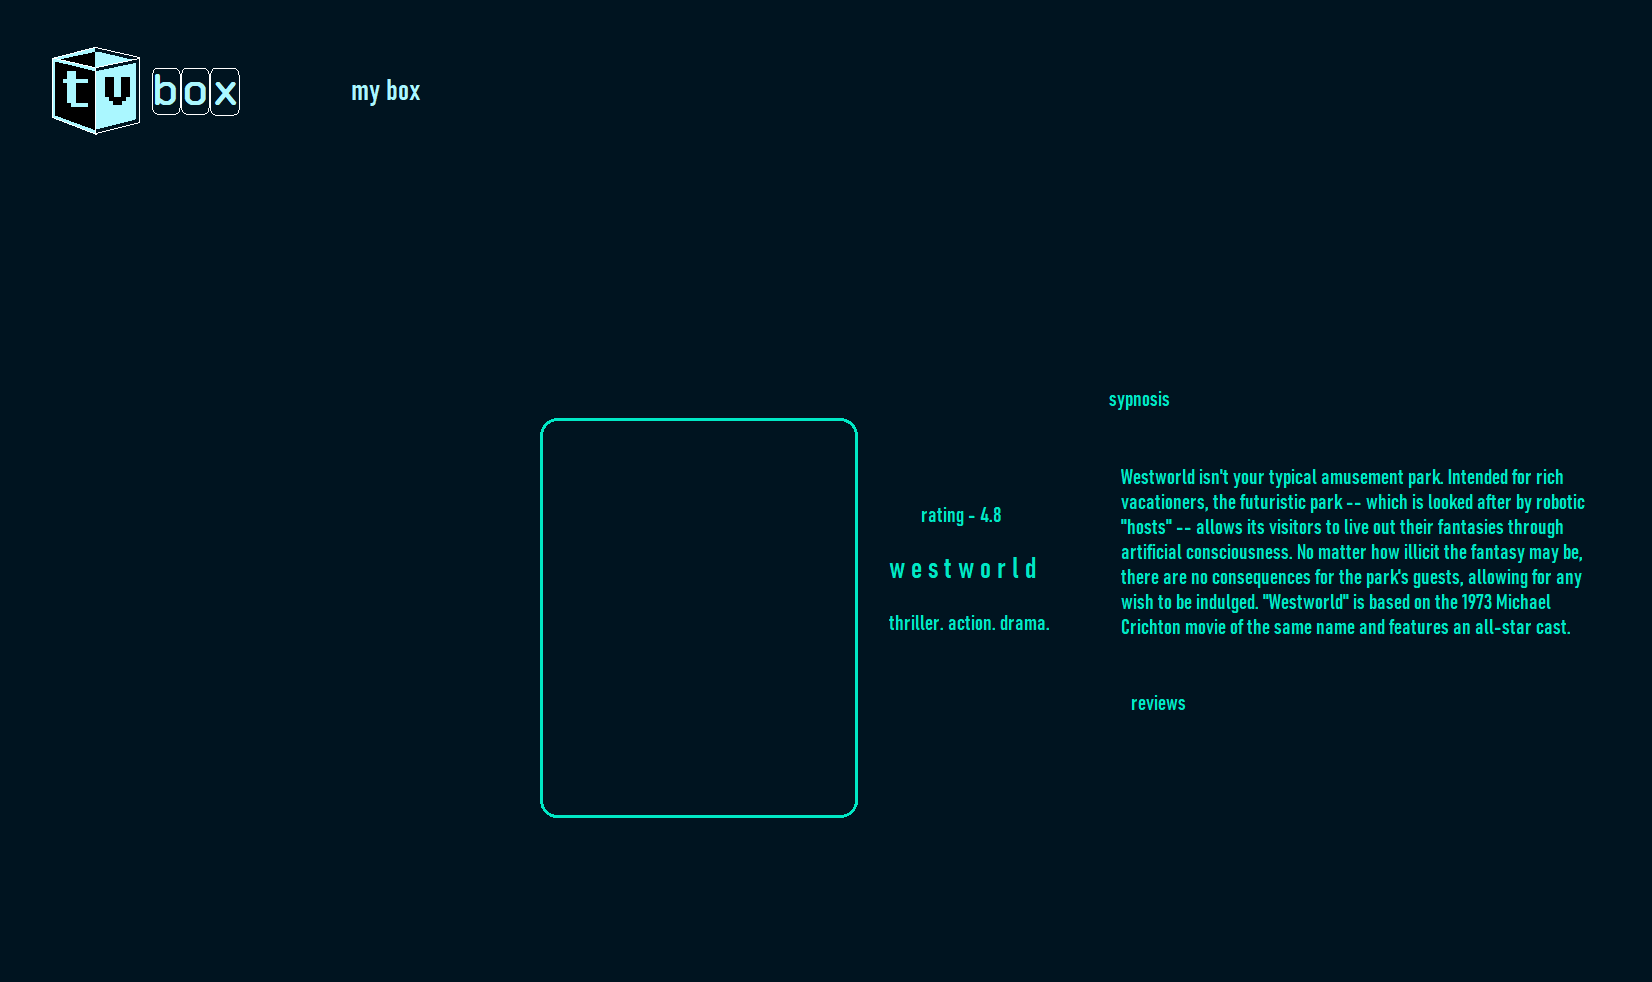 tv box
my box
sypnosis
rating - 4.8
westworld
thriller. action. drama.
Westworld isn't your typical amusement park. Intended for rich
vacationers, the futuristic park -- which is looked after by robotic
"hosts" -- allows its visitors to live out their fantasies through
artificial consciousness. No matter how illicit the fantasy may be,
there are no consequences for the park's guests, allowing for any
wish to be indulged. "Westworld" is based on the 1973 Michael
Crichton movie of the same name and features an all-star cast.
reviews